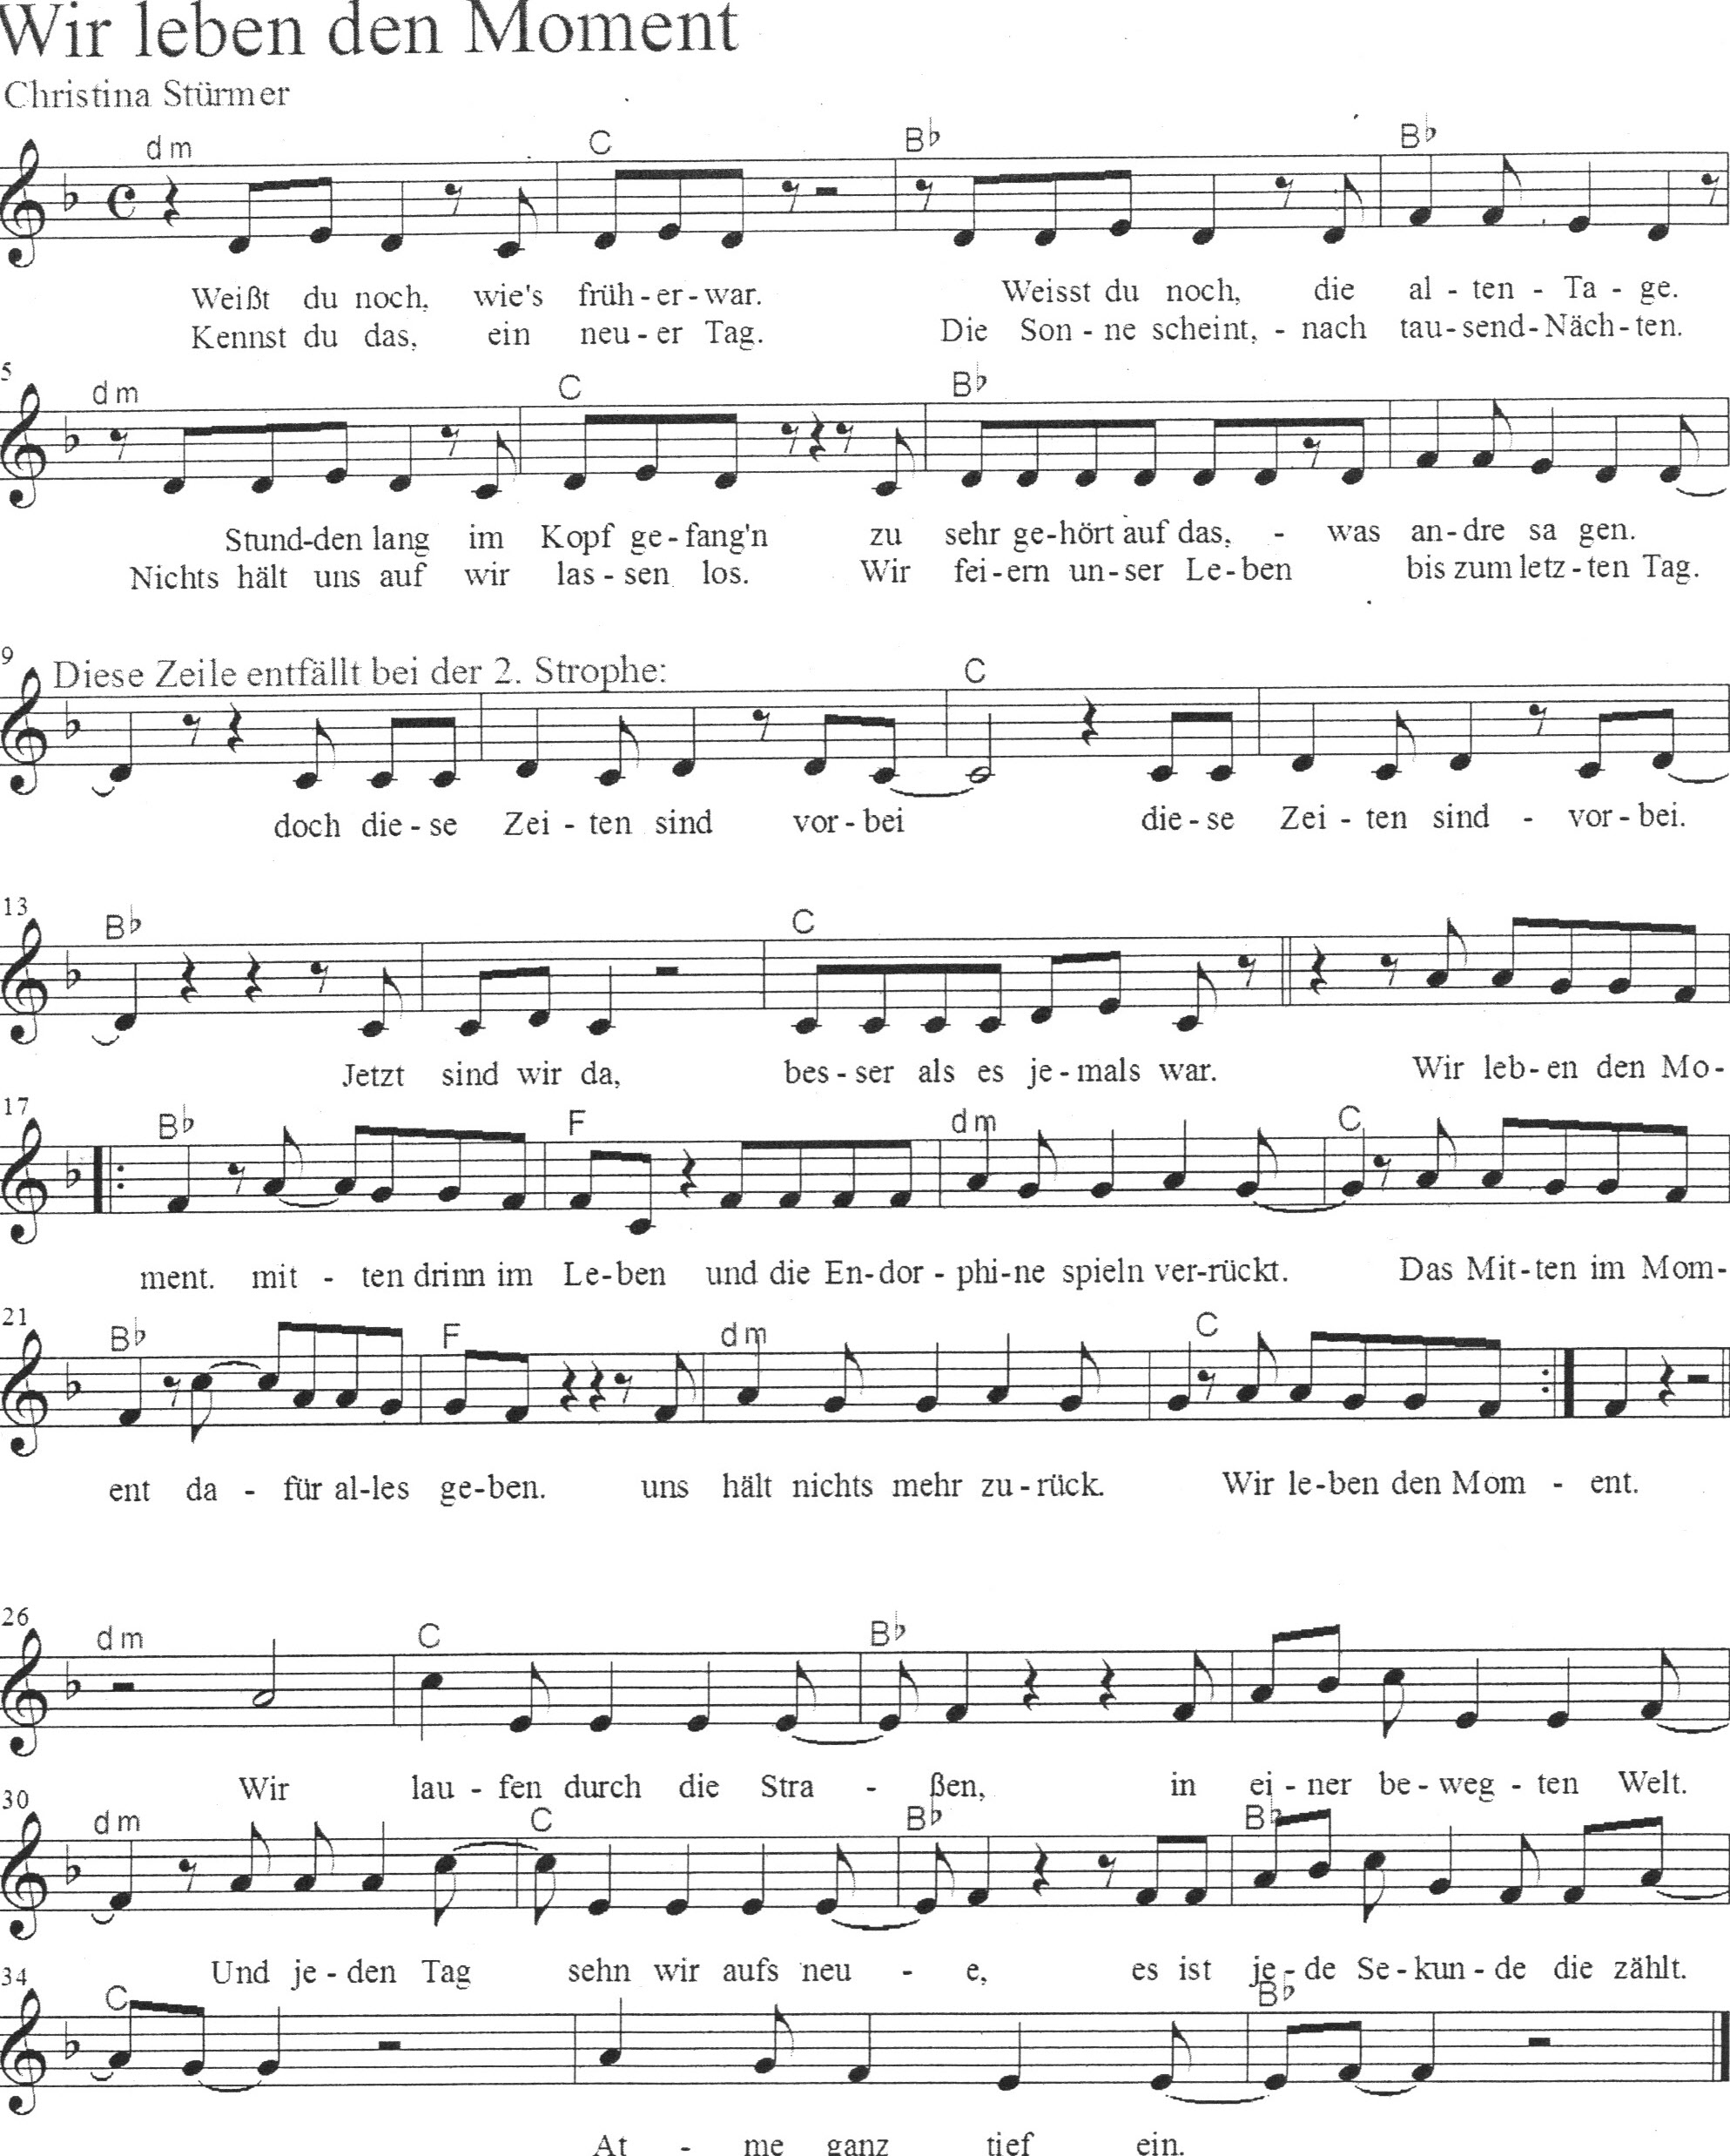 Wir leben den Moment
Christina Stürmer
dm C B♭ B♭
Weißt du noch, wie's früh-er-war. Weisst du noch, die al-ten-Ta-ge.
Kennst du das, ein neu-er Tag. Die Son-ne scheint,-nach tau-send-Näch-ten.
5
dm C B♭
Stund-den lang im Kopf ge-fang'n zu sehr ge-hört auf das, - was an-dre sa gen.
Nichts hält uns auf wir las-sen los. Wir fei-ern un-ser Le-ben bis zum letz-ten Tag.
9
Diese Zeile entfällt bei der 2. Strophe: C
doch die-se Zei-ten sind vor-bei die-se Zei-ten sind - vor-bei.
13
B♭ C
Jetzt sind wir da, bes-ser als es je-mals war. Wir leb-en den Mo-
17
B♭ F dm C
ment. mit - ten drinn im Le-ben und die En-dor-phi-ne spieln ver-rückt. Das Mit-ten im Mom-
21
B♭ F dm C
ent da - für al-les ge-ben. uns hält nichts mehr zu-rück. Wir le-ben den Mom - ent.
26
dm C B♭
Wir lau-fen durch die Stra - ßen, in ei-ner be-weg-ten Welt.
30
dm C B♭ B♭
Und je-den Tag sehn wir aufs neu - e, es ist je-de Se-kun-de die zählt.
34
C B♭
At - me ganz tief ein.